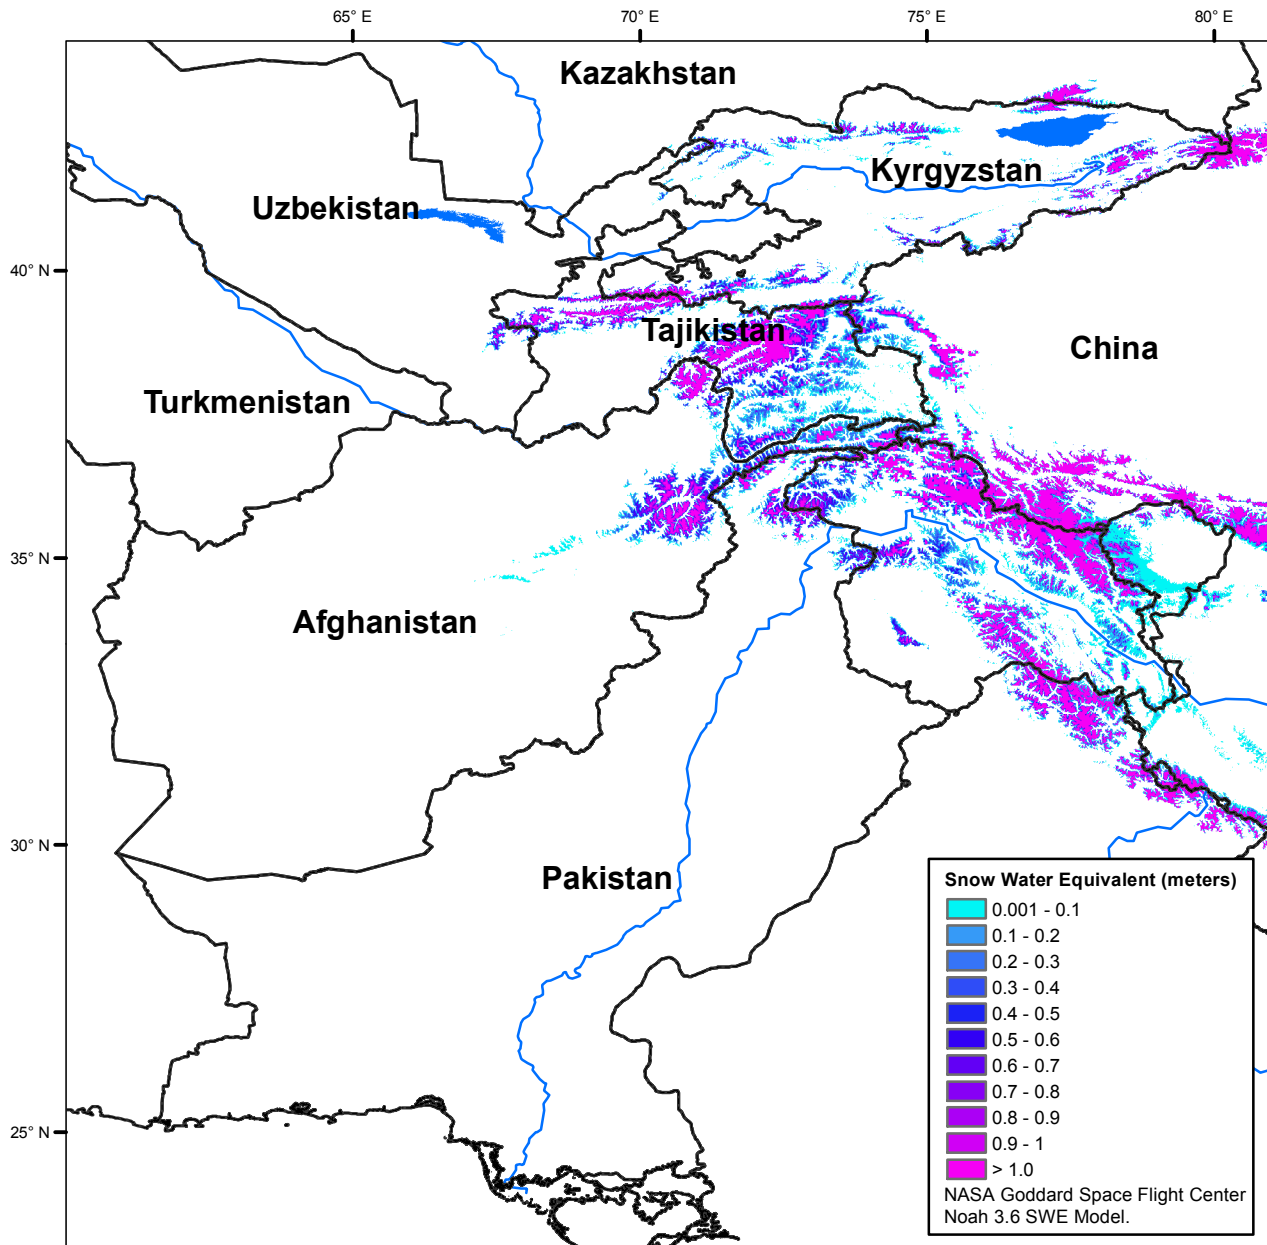 65° E
70° E
75° E
80° E
Kazakhstan
Kyrgyzstan
Uzbekistan
40° N
Tajikistan
China
Turkmenistan
35° N
Afghanistan
30° N
Pakistan
25° N
Snow Water Equivalent (meters)
0.001 - 0.1
0.1 - 0.2
0.2 - 0.3
0.3 - 0.4
0.4 - 0.5
0.5 - 0.6
0.6 - 0.7
0.7 - 0.8
0.8 - 0.9
0.9 - 1
> 1.0
NASA Goddard Space Flight Center
Noah 3.6 SWE Model.